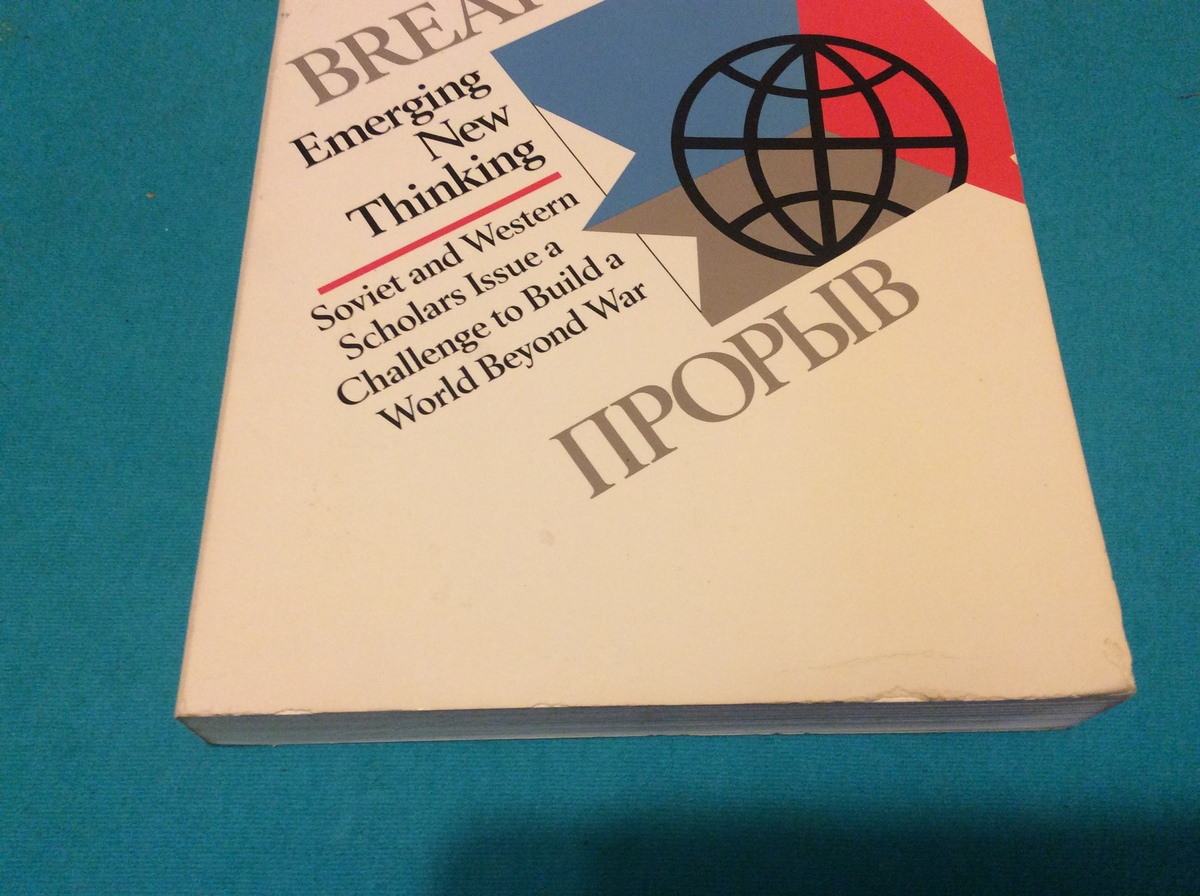 BREA
Emerging
New
Thinking
Soviet and Western
Scholars Issue a
Challenge to Build a
World Beyond War
ПРОРЫВ